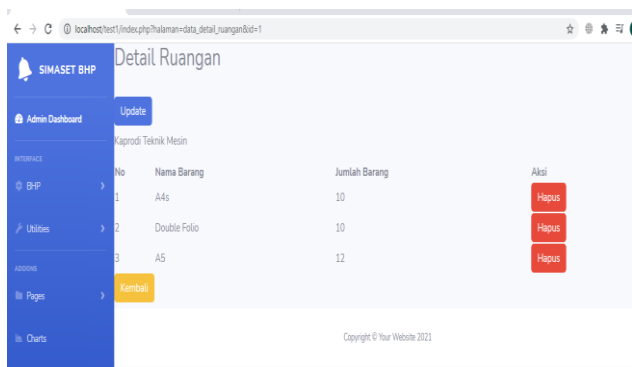 localhost/test1/index.php?halaman=data_detail_ruangan&id=1
SIMASET BHP
Admin Dashboard
INTERFACE
BHP
Utilities
ADDONS
Pages
Charts
Detail Ruangan
Update
Kaprodi Teknik Mesin
No Nama Barang Jumlah Barang Aksi
1 A4s 10 Hapus
2 Double Folio 10 Hapus
3 A5 12 Hapus
Kembali
Copyright © Your Website 2021